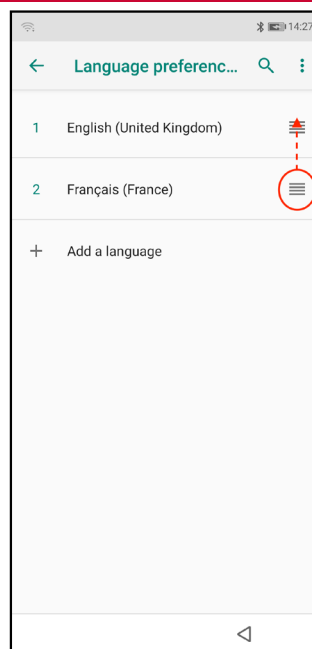 14:27
Language preferenc...
1 English (United Kingdom)
2 Français (France)
+ Add a language